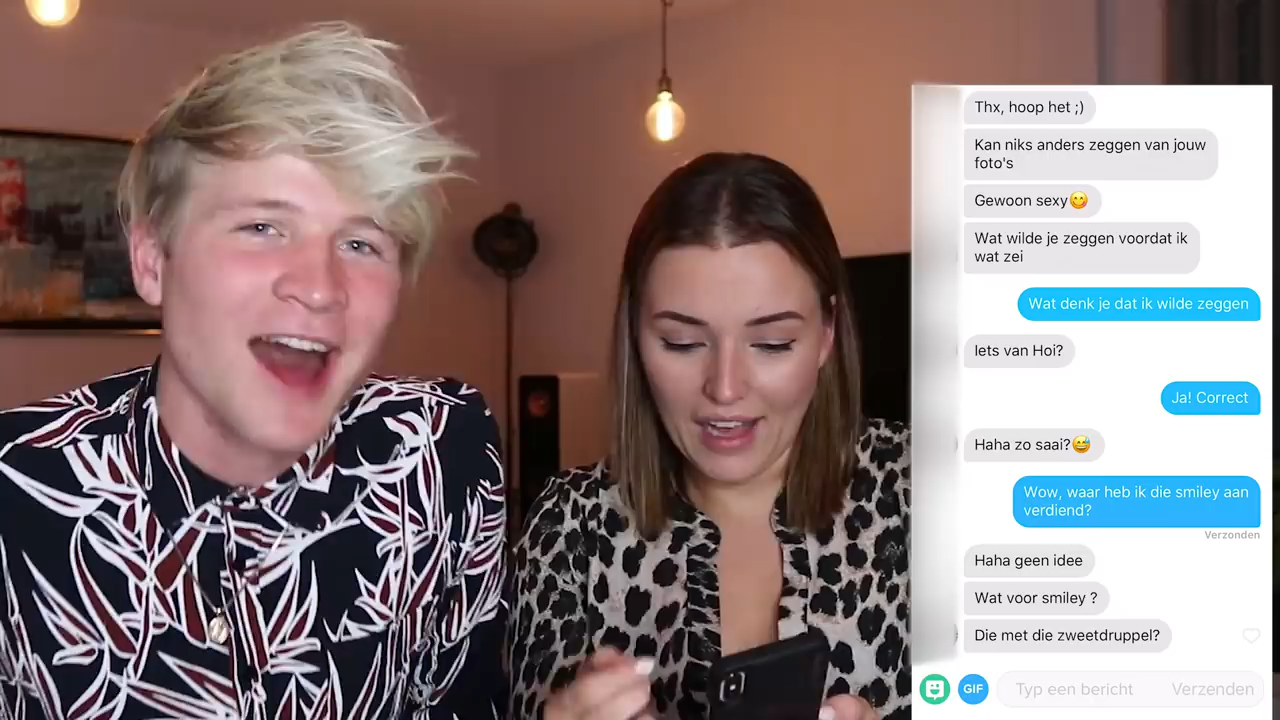 Thx, hoop het ;)
Kan niks anders zeggen van jouw
foto's
Gewoon sexy😋
Wat wilde je zeggen voordat ik
wat zei
Wat denk je dat ik wilde zeggen
Iets van Hoi?
Ja! Correct
Haha zo saai?😅
Wow, waar heb ik die smiley aan
verdiend?
Verzonden
Haha geen idee
Wat voor smiley ?
Die met die zweetdruppel?
GIF
Typ een bericht
Verzenden